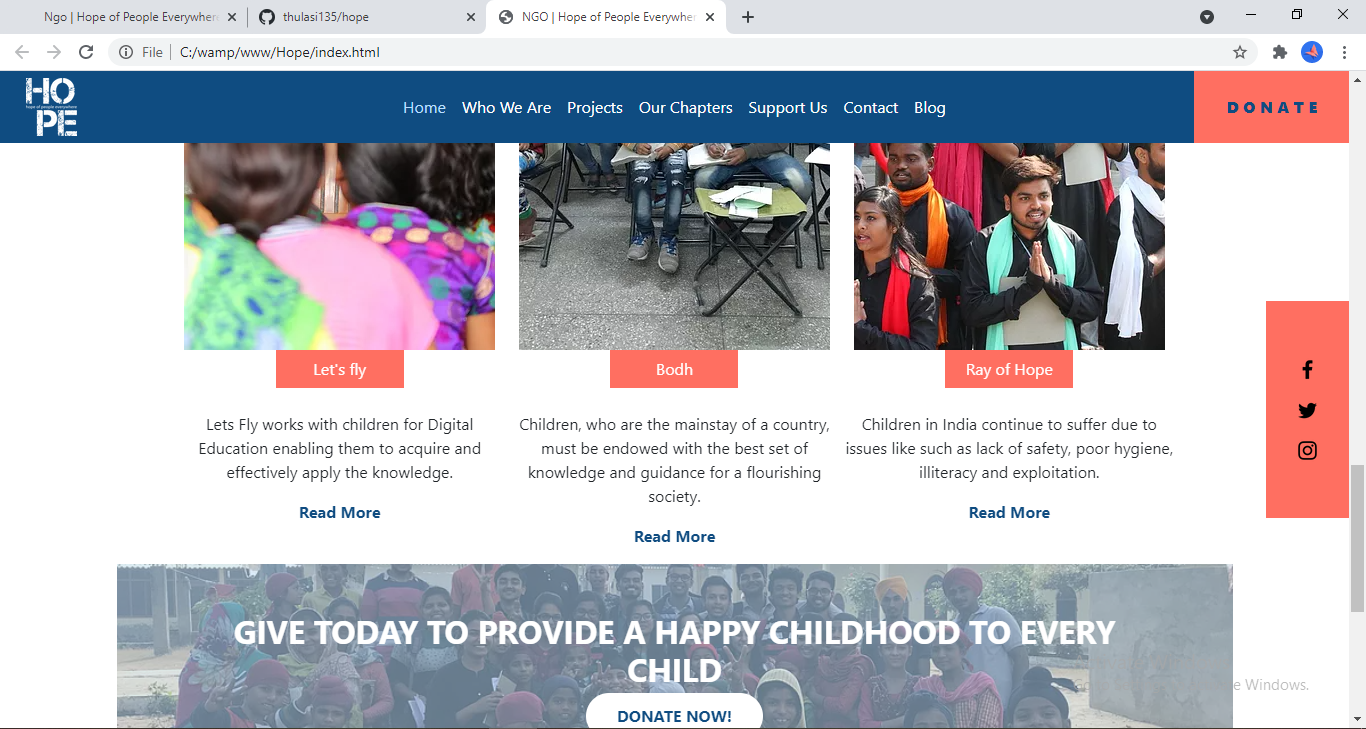 Ngo | Hope of People Everywher
thulasi135/hope
NGO | Hope of People Everywher
File
C:/wamp/www/Hope/index.html
HO
hope of people everywhere
PE
Home
Who We Are
Projects
Our Chapters
Support Us
Contact
Blog
DONATE
Let's fly
Bodh
Ray of Hope
Lets Fly works with children for Digital
Education enabling them to acquire and
effectively apply the knowledge.
Read More
Children, who are the mainstay of a country,
must be endowed with the best set of
knowledge and guidance for a flourishing
society.
Read More
Children in India continue to suffer due to
issues like such as lack of safety, poor hygiene,
illiteracy and exploitation.
Read More
GIVE TODAY TO PROVIDE A HAPPY CHILDHOOD TO EVERY
CHILD
DONATE NOW!
e Windows.